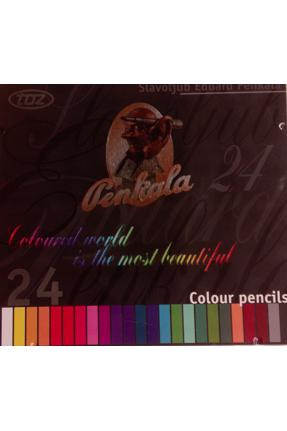 TOZ
Slavoljub Eduard Penkala
24
Penkala
Coloured world
is the most beautiful
24
Colour pencils